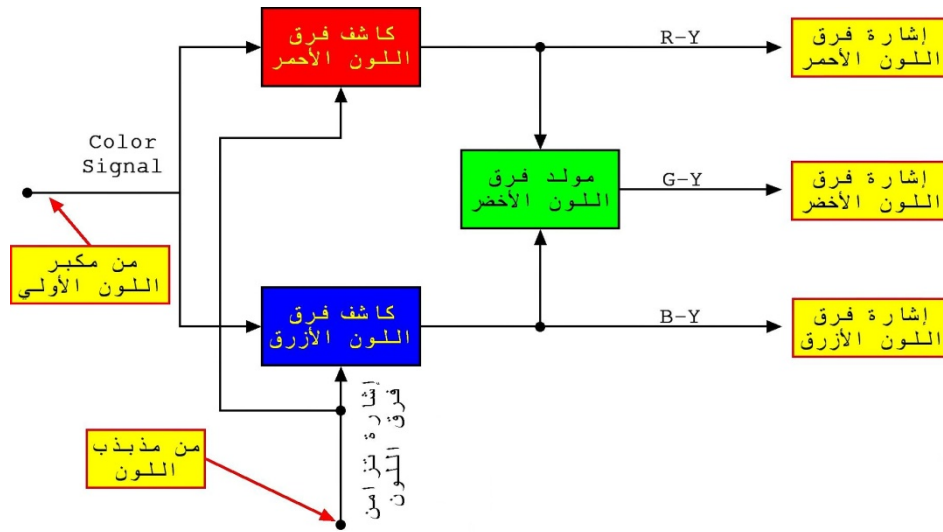 كاشف فرق
اللون الأحمر
R-Y
إشارة فرق
اللون الأحمر
Color
Signal
مولد فرق
اللون الأخضر
G-Y
إشارة فرق
اللون الأخضر
من مكبر
اللون الأولي
كاشف فرق
اللون الأزرق
B-Y
إشارة فرق
اللون الأزرق
إشارة تزامن
فرق اللون
من مذبذب
اللون